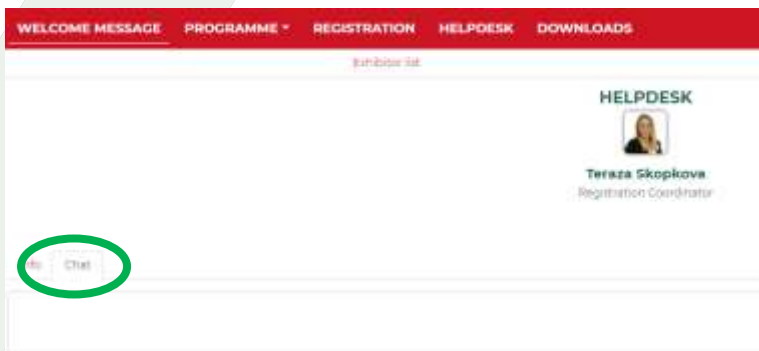 WELCOME MESSAGE PROGRAMME REGISTRATION HELPDESK DOWNLOADS
Exhibitor list
HELPDESK
Teraza Skopkova
Registration Coordinator
Chat